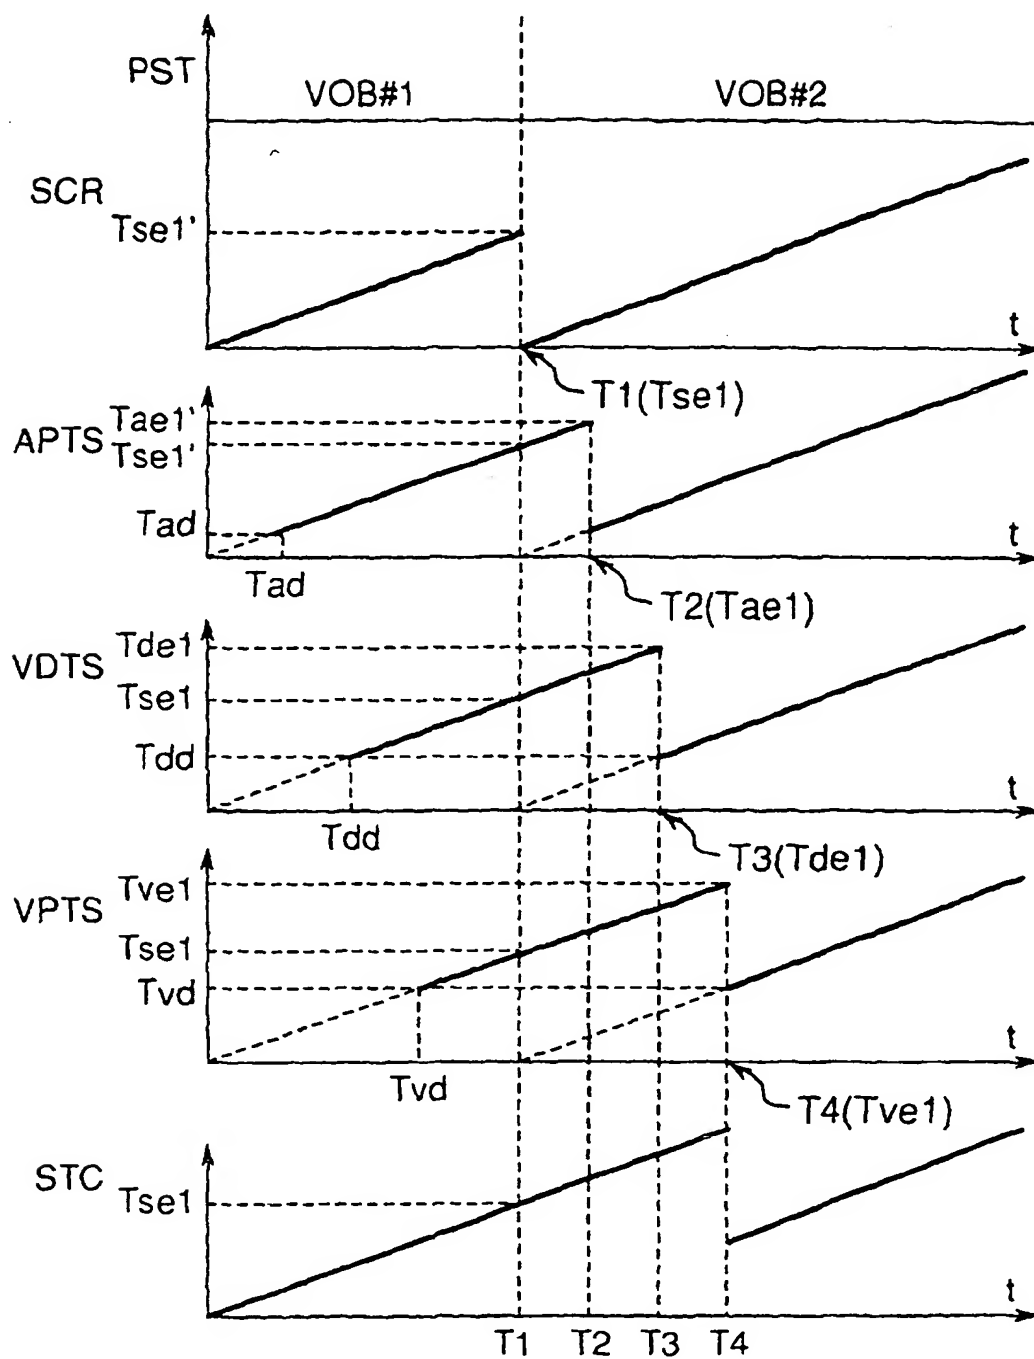 PST
VOB#1 VOB#2
SCR
Tse1'
t
T1(Tse1)
APTS
Tae1'
Tse1'
Tad
t
Tad
T2(Tae1)
VDTS
Tde1
Tse1
Tdd
t
Tdd
T3(Tde1)
VPTS
Tve1
Tse1
Tvd
t
Tvd
T4(Tve1)
STC
Tse1
t
T1 T2 T3 T4